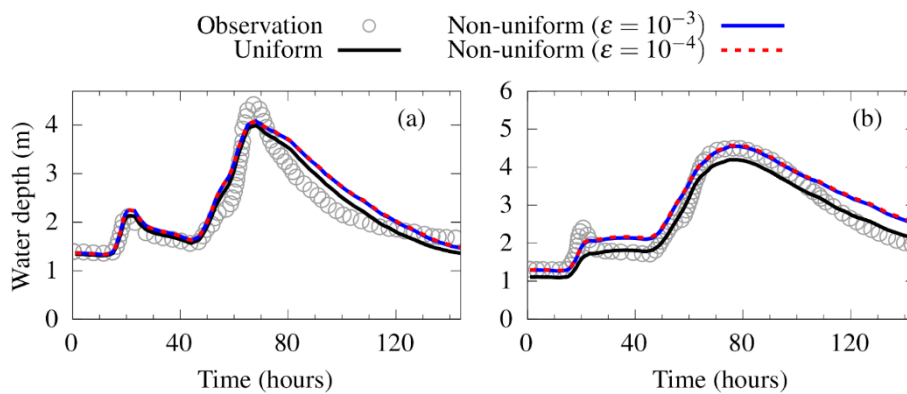 Observation
Uniform
Non-uniform (ε = 10⁻³)
Non-uniform (ε = 10⁻⁴)
Water depth (m)
(a)
0
1
2
3
4
0
40
80
120
Time (hours)
(b)
0
1
2
3
4
5
6
0
40
80
120
Time (hours)